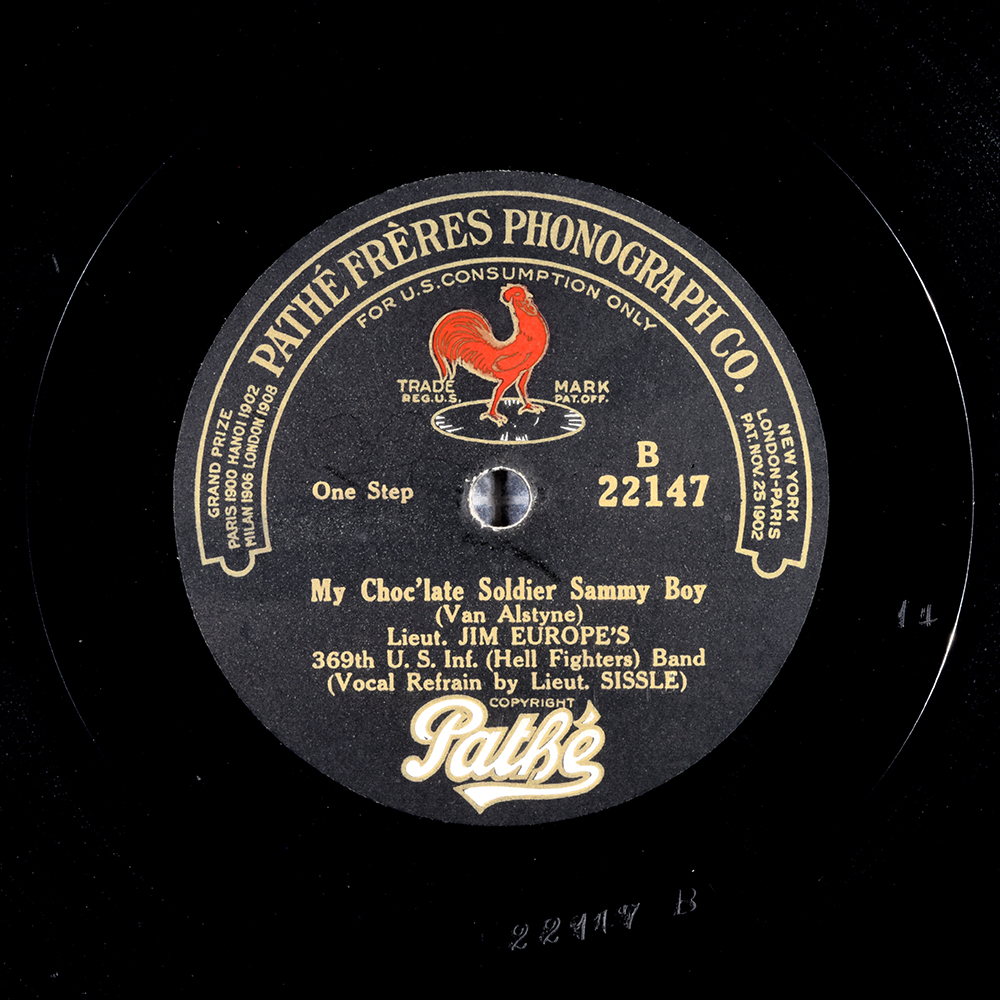 PATHÉ FRÈRES PHONOGRAPH CO.
FOR U.S. CONSUMPTION ONLY
GRAND PRIZE
PARIS 1900 HANOI 1902
MILAN 1906 LONDON 1908
NEW YORK
LONDON-PARIS
PAT. NOV. 25 1902
TRADE MARK
REG. U.S. PAT. OFF.
One Step
B
22147
My Choc'late Soldier Sammy Boy
(Van Alstyne)
Lieut. JIM EUROPE'S
369th U. S. Inf. (Hell Fighters) Band
(Vocal Refrain by Lieut. SISSLE)
COPYRIGHT
Pathé
22147 B